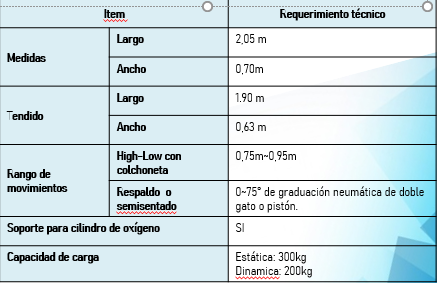 Item Requerimiento técnico
Medidas
Largo 2,05 m
Ancho 0,70m
Tendido
Largo 1.90 m
Ancho 0,63 m
Rango de movimientos
High-Low con colchoneta 0,75m~0,95m
Respaldo o semisentado 0~75° de graduación neumática de doble gato o pistón.
Soporte para cilindro de oxígeno SI
Capacidad de carga Estática: 300kg
Dinamica: 200kg